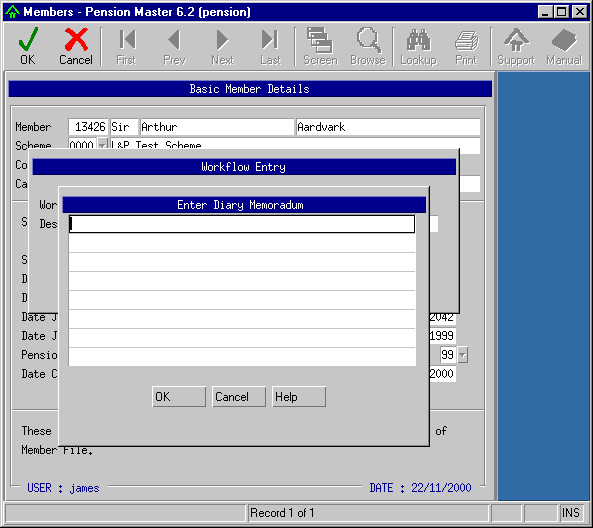 Members - Pension Master 6.2 (pension)
OK Cancel First Prev Next Last Screen Browse Lookup Print Support Manual
Basic Member Details
Member 13426 Sir Arthur Aardvark
Scheme 0000 L&P Test Scheme
Co
Workflow Entry
Ca
Wor
Enter Diary Memoradum
S Des
S
D
D
Date J 2042
Date J 1999
Pensio 99
Date C 2000
OK Cancel Help
These of
Member File.
USER : james DATE : 22/11/2000
Record 1 of 1 INS